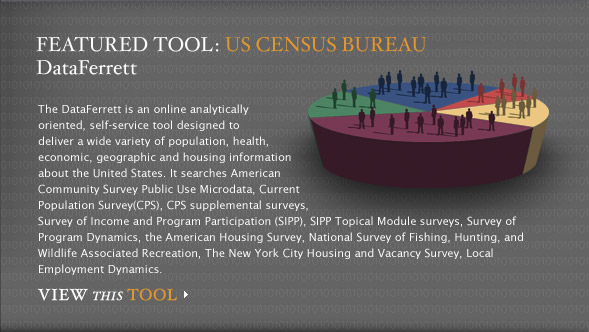 FEATURED TOOL: US CENSUS BUREAU
DataFerrett
The DataFerrett is an online analytically
oriented, self-service tool designed to
deliver a wide variety of population, health,
economic, geographic and housing information
about the United States. It searches American
Community Survey Public Use Microdata, Current
Population Survey(CPS), CPS supplemental surveys,
Survey of Income and Program Participation (SIPP), SIPP Topical Module surveys, Survey of
Program Dynamics, the American Housing Survey, National Survey of Fishing, Hunting, and
Wildlife Associated Recreation, The New York City Housing and Vacancy Survey, Local
Employment Dynamics.
VIEW THIS TOOL